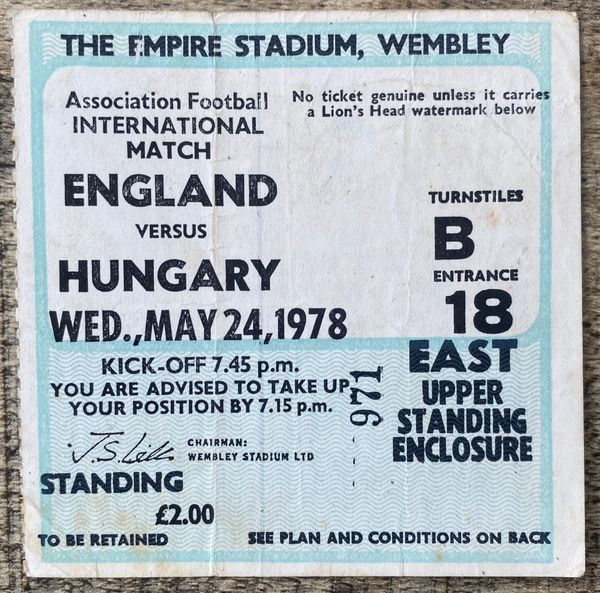 THE EMPIRE STADIUM, WEMBLEY
Association Football
INTERNATIONAL
MATCH
No ticket genuine unless it carries
a Lion's Head watermark below
ENGLAND
VERSUS
HUNGARY
WED., MAY 24, 1978
TURNSTILES
B
ENTRANCE
18
KICK-OFF 7.45 p.m.
YOU ARE ADVISED TO TAKE UP
YOUR POSITION BY 7.15 p.m.
971
EAST
UPPER
STANDING
ENCLOSURE
CHAIRMAN:
WEMBLEY STADIUM LTD
STANDING
£2.00
TO BE RETAINED
SEE PLAN AND CONDITIONS ON BACK